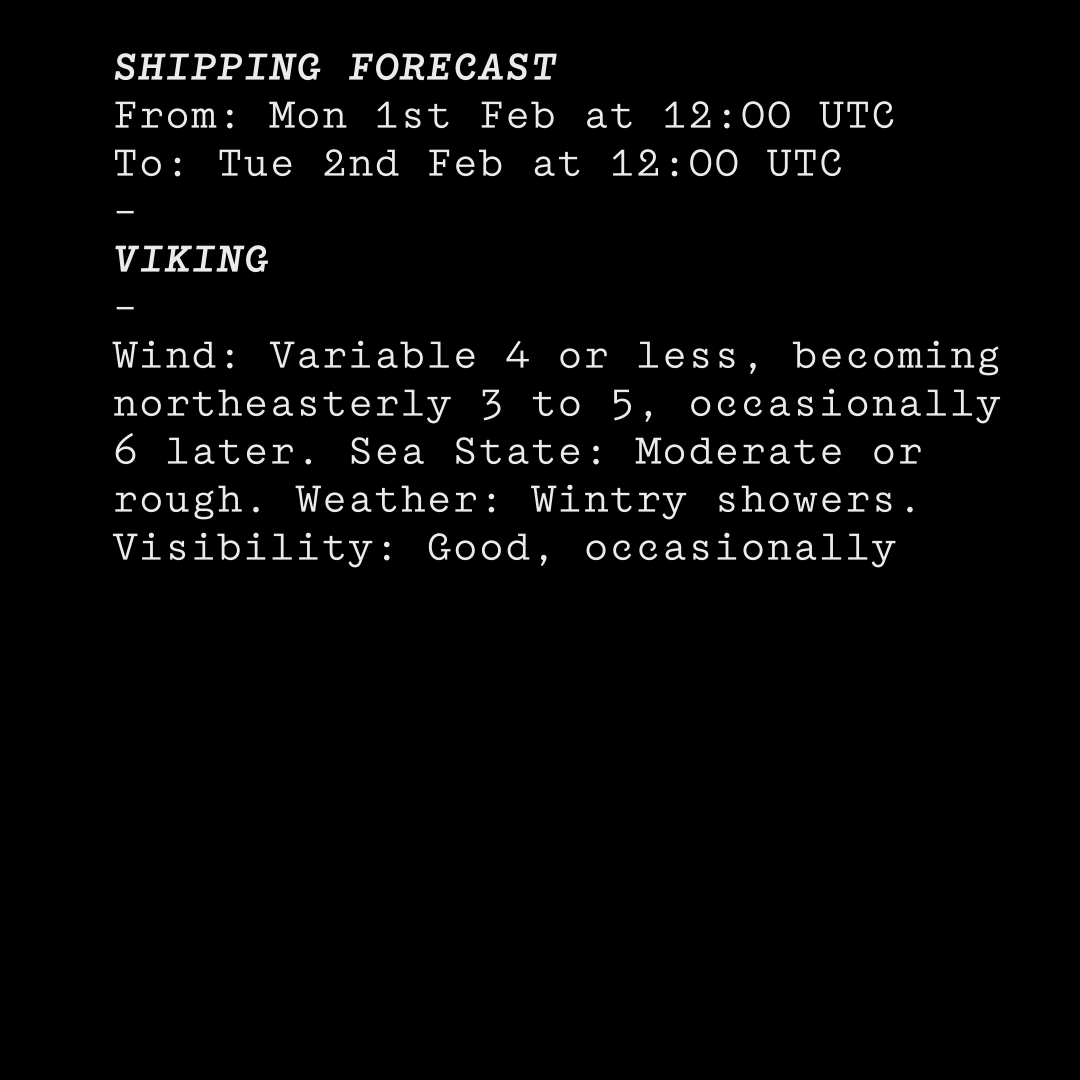 SHIPPING FORECAST
From: Mon 1st Feb at 12:00 UTC
To: Tue 2nd Feb at 12:00 UTC
–
VIKING
–
Wind: Variable 4 or less, becoming
northeasterly 3 to 5, occasionally
6 later. Sea State: Moderate or
rough. Weather: Wintry showers.
Visibility: Good, occasionally